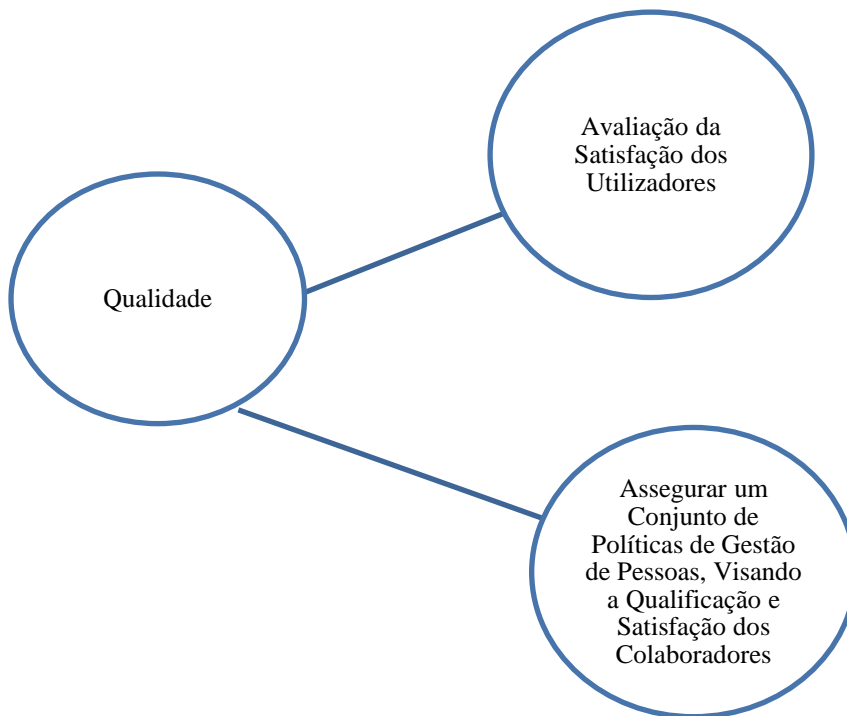 Avaliação da
Satisfação dos
Utilizadores
Qualidade
Assegurar um
Conjunto de
Políticas de Gestão
de Pessoas, Visando
a Qualificação e
Satisfação dos
Colaboradores